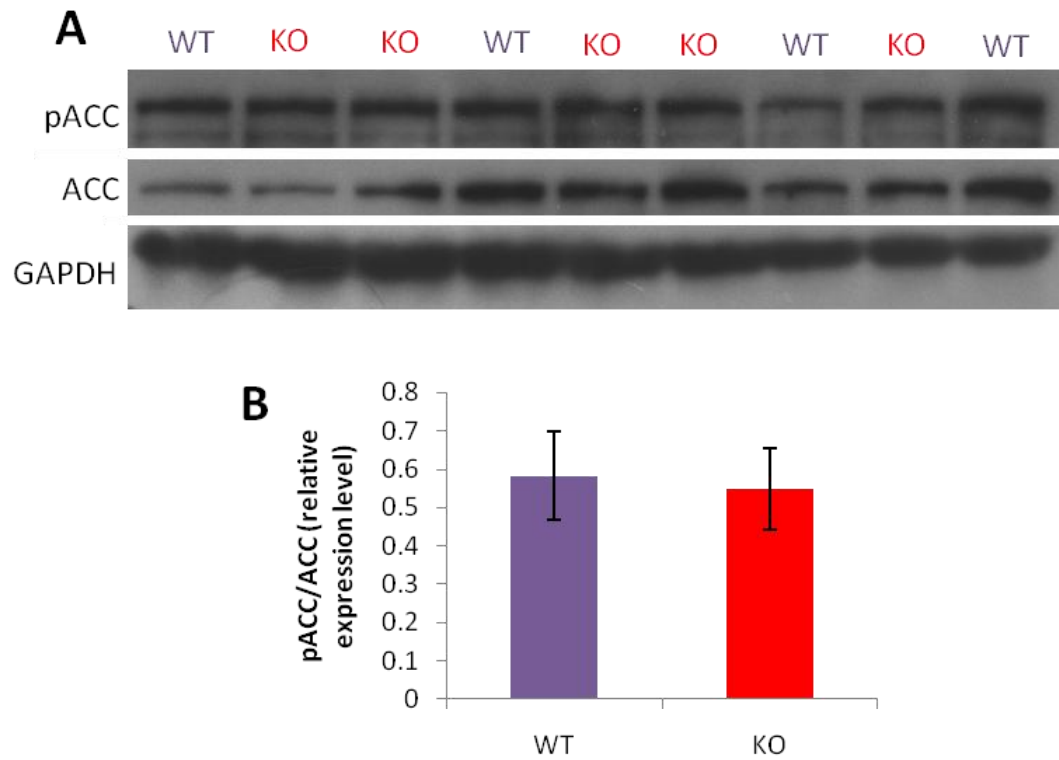 A
WT KO KO WT KO KO WT KO WT
pACC
ACC
GAPDH
B
pACC/ACC (relative
expression level)
0.8
0.7
0.6
0.5
0.4
0.3
0.2
0.1
0
WT KO